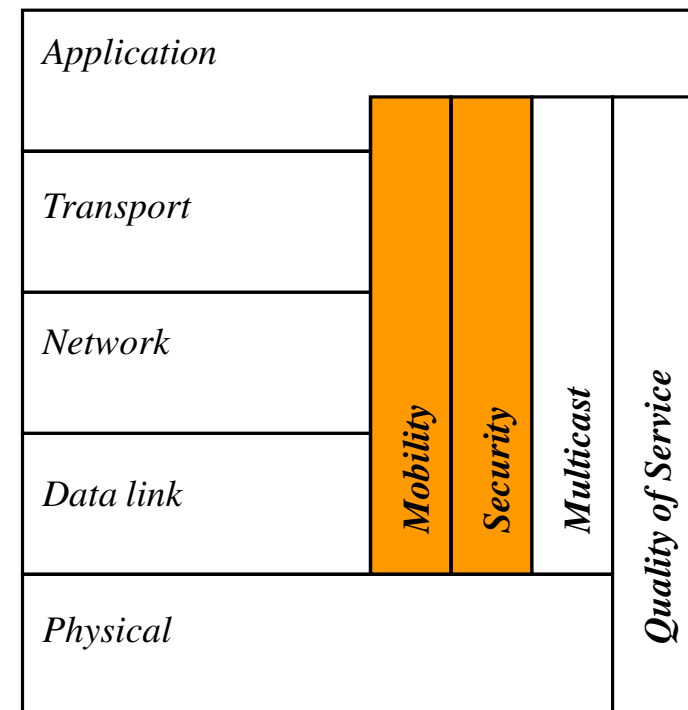 Application
Transport
Network
Data link
Physical
Mobility
Security
Multicast
Quality of Service